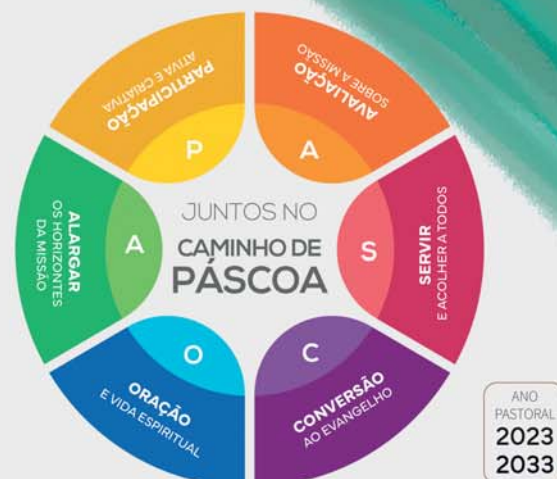 PARTICIPAÇÃO
ATIVA E CRIATIVA
P
AVALIAÇÃO
SOBRE A MISSÃO
A
SERVIR
E ACOLHER A TODOS
S
CONVERSÃO
AO EVANGELHO
C
ORAÇÃO
E VIDA ESPIRITUAL
O
ALARGAR
OS HORIZONTES
DA MISSÃO
A
JUNTOS NO
CAMINHO DE
PÁSCOA
ANO
PASTORAL
2023
2033